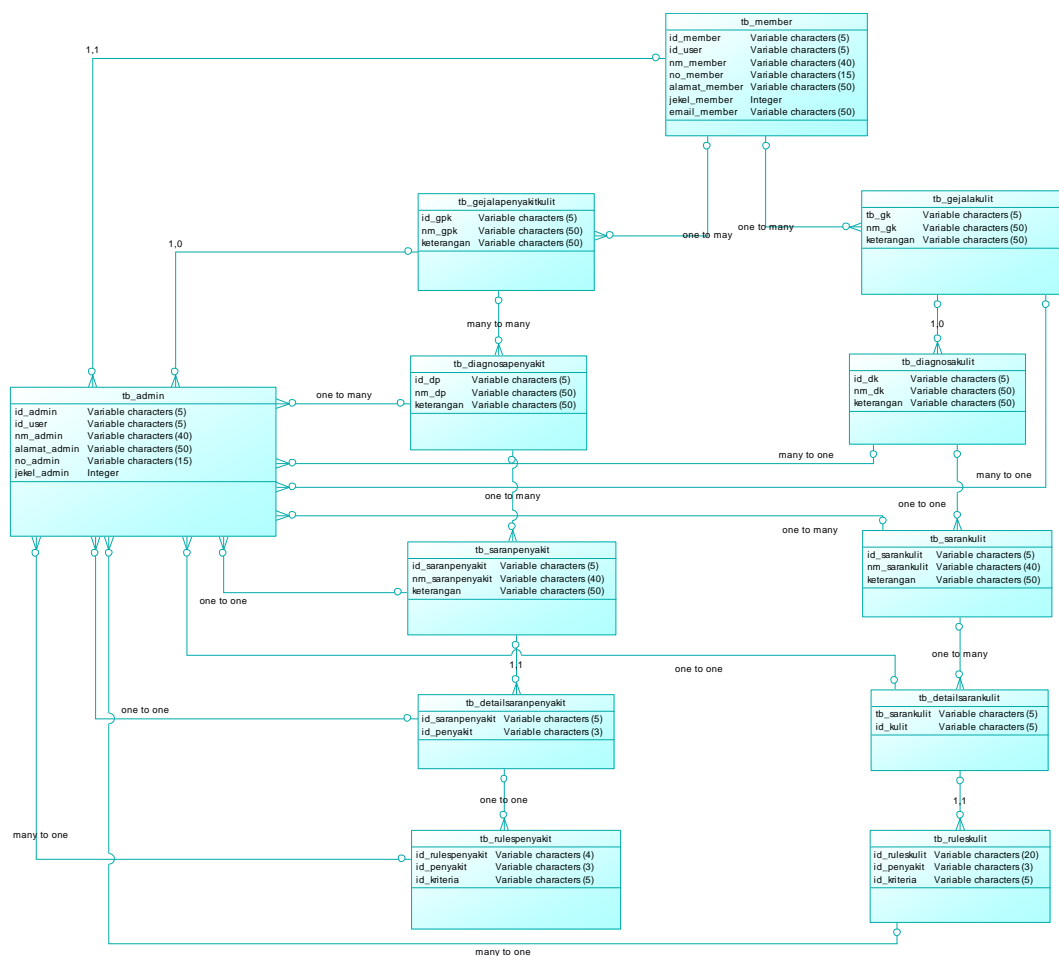 tb_member
id_member Variable characters (5)
id_user Variable characters (5)
nm_member Variable characters (40)
no_member Variable characters (15)
alamat_member Variable characters (50)
jekel_member Integer
email_member Variable characters (50)
1,1
tb_gejalapenyakitkulit
id_gpk Variable characters (5)
nm_gpk Variable characters (50)
keterangan Variable characters (50)
tb_gejalakulit
tb_gk Variable characters (5)
nm_gk Variable characters (50)
keterangan Variable characters (50)
one to may
one to many
1,0
many to many
1,0
tb_diagnosapenyakit
id_dp Variable characters (5)
nm_dp Variable characters (50)
keterangan Variable characters (50)
tb_diagnosakulit
id_dk Variable characters (5)
nm_dk Variable characters (50)
keterangan Variable characters (50)
tb_admin
id_admin Variable characters (5)
id_user Variable characters (5)
nm_admin Variable characters (40)
alamat_admin Variable characters (50)
no_admin Variable characters (15)
jekel_admin Integer
one to many
many to one
many to one
one to many
one to one
one to many
tb_saranpenyakit
id_saranpenyakit Variable characters (5)
nm_saranpenyakit Variable characters (40)
keterangan Variable characters (50)
tb_sarankulit
id_sarankulit Variable characters (5)
nm_sarankulit Variable characters (40)
keterangan Variable characters (50)
one to one
one to many
1,1
one to one
tb_detailsaranpenyakit
id_saranpenyakit Variable characters (5)
id_penyakit Variable characters (3)
tb_detailsarankulit
tb_sarankulit Variable characters (5)
id_kulit Variable characters (5)
one to one
one to one
1,1
many to one
tb_rulespenyakit
id_rulespenyakit Variable characters (4)
id_penyakit Variable characters (3)
id_kriteria Variable characters (5)
tb_ruleskulit
id_ruleskulit Variable characters (20)
id_penyakit Variable characters (3)
id_kriteria Variable characters (5)
many to one